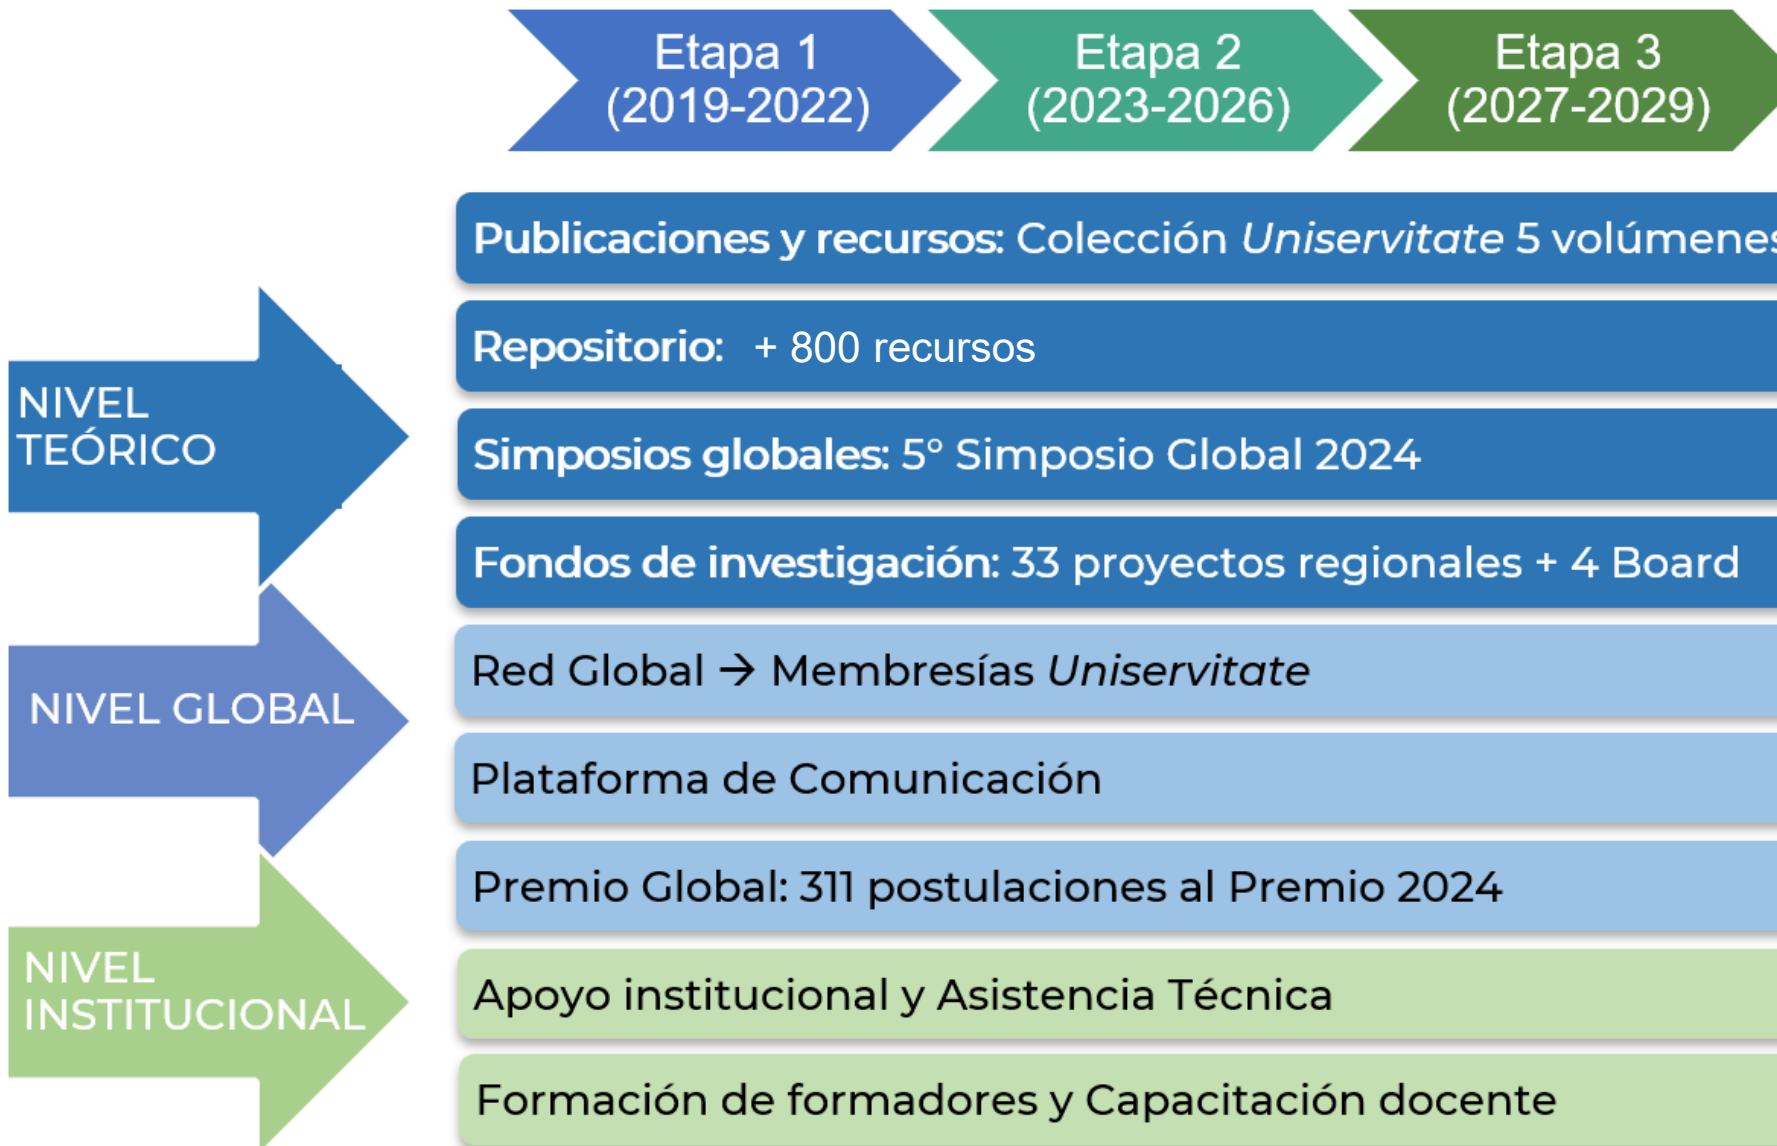 Etapa 1
(2019-2022)
Etapa 2
(2023-2026)
Etapa 3
(2027-2029)
NIVEL
TEÓRICO
Publicaciones y recursos: Colección Uniservitate 5 volúmenes
Repositorio: + 800 recursos
Simposios globales: 5º Simposio Global 2024
Fondos de investigación: 33 proyectos regionales + 4 Board
NIVEL GLOBAL
Red Global → Membresías Uniservitate
Plataforma de Comunicación
Premio Global: 311 postulaciones al Premio 2024
NIVEL
INSTITUCIONAL
Apoyo institucional y Asistencia Técnica
Formación de formadores y Capacitación docente